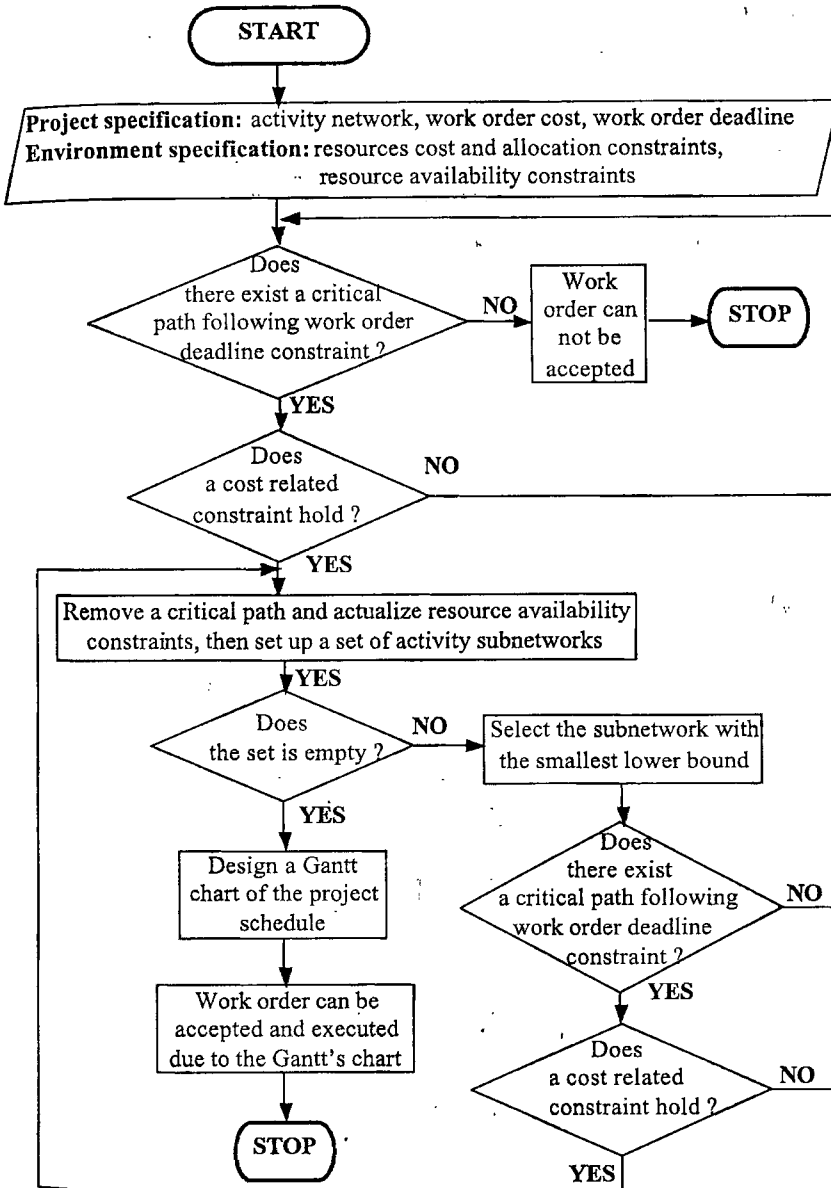 START
Project specification: activity network, work order cost, work order deadline
Environment specification: resources cost and allocation constraints,
resource availability constraints
Does
there exist a critical
path following work order
deadline constraint ?
NO
Work
order can
not be
accepted
STOP
YES
Does
a cost related
constraint hold ?
NO
YES
Remove a critical path and actualize resource availability
constraints, then set up a set of activity subnetworks
YES
Does
the set is empty ?
NO
Select the subnetwork with
the smallest lower bound
YES
Design a Gantt
chart of the project
schedule
Does
there exist
a critical path following
work order deadline
constraint ?
NO
YES
Work order can be
accepted and executed
due to the Gantt's chart
Does
a cost related
constraint hold ?
NO
STOP
YES